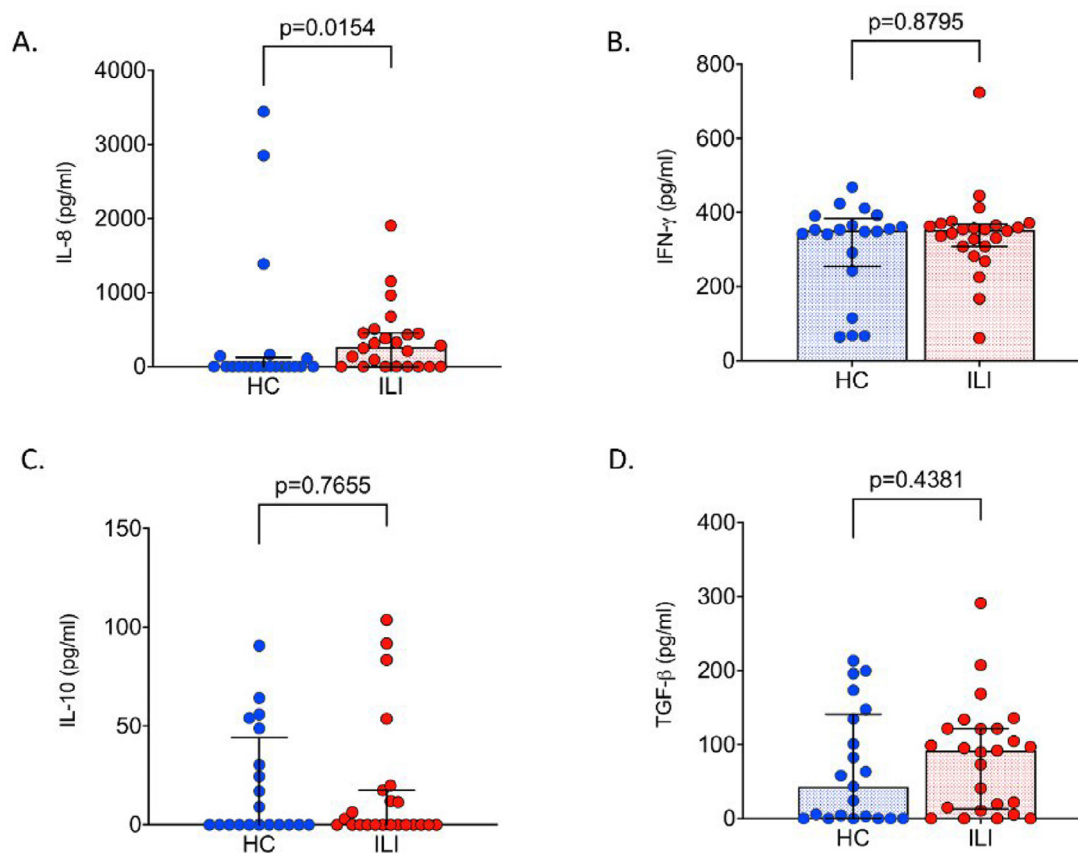 A.
p=0.0154
4000
3000
2000
1000
0
IL-8 (pg/ml)
HC
ILI
B.
p=0.8795
800
600
400
200
0
IFN-γ (pg/ml)
HC
ILI
C.
p=0.7655
150
100
50
0
IL-10 (pg/ml)
HC
ILI
D.
p=0.4381
400
300
200
100
0
TGF-β (pg/ml)
HC
ILI